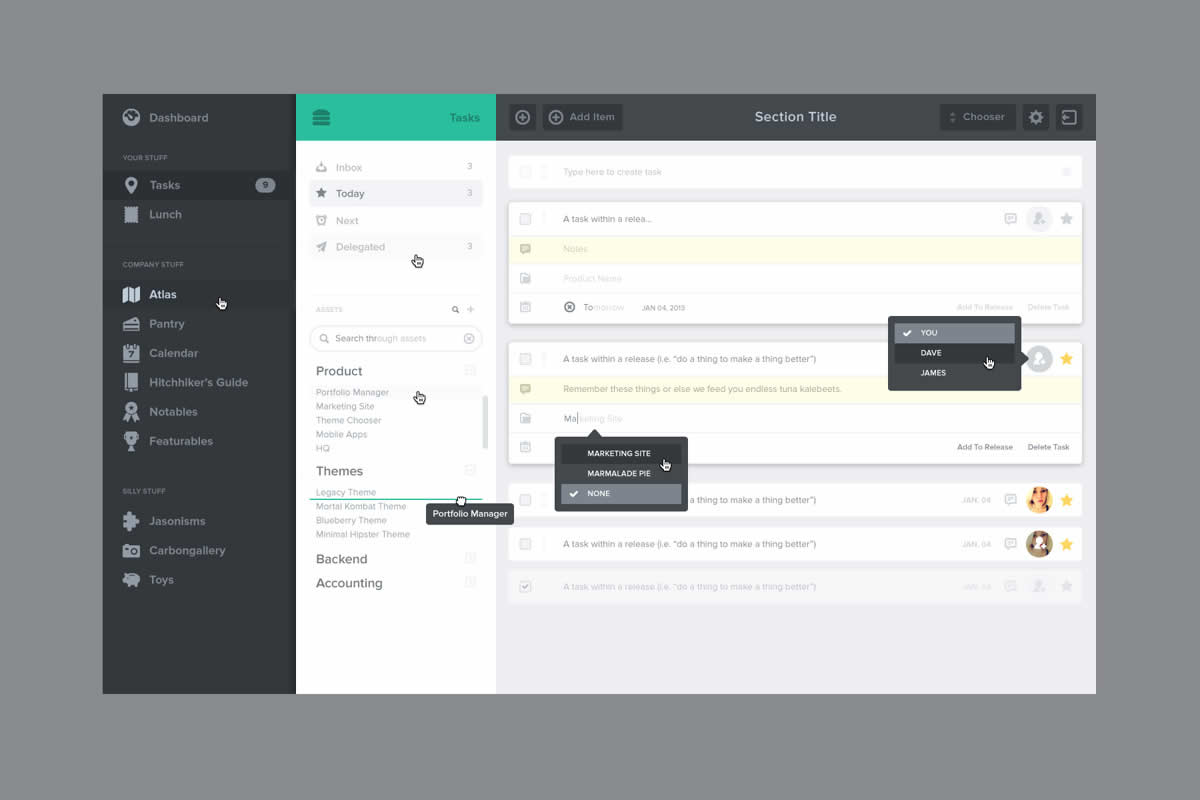 Dashboard
YOUR STUFF
Tasks 9
Lunch
COMPANY STUFF
Atlas
Pantry
7 Calendar
Hitchhiker's Guide
Notables
Featurables
SILLY STUFF
Jasonisms
Carbongallery
Toys
Tasks
Inbox 3
Today 3
Next
Delegated 3
ASSETS
Search through assets
Product
Portfolio Manager
Marketing Site
Theme Chooser
Mobile Apps
HQ
Themes
Legacy Theme
Mortal Kombat Theme
Portfolio Manager
Blueberry Theme
Minimal Hipster Theme
Backend
Accounting
Add Item
Section Title
Chooser
Type here to create task
A task within a relea...
Notes
Product Name
Tomorrow JAN 04, 2013 Add To Release Delete Task
YOU
DAVE
JAMES
A task within a release (i.e. “do a thing to make a thing better”)
Remember these things or else we feed you endless tuna kalebeets.
Marketing Site
Add To Release Delete Task
MARKETING SITE
MARMALADE PIE
NONE
a release (i.e. “do a thing to make a thing better”) JAN. 04
A task within a release (i.e. “do a thing to make a thing better”) JAN. 04
A task within a release (i.e. “do a thing to make a thing better”) JAN. 04